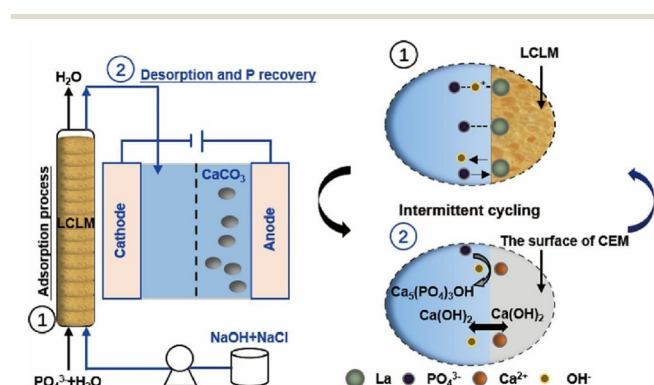 H₂O
② Desorption and P recovery
Adsorption process
LCLM
①
Cathode
CaCO₃
Anode
NaOH+NaCl
PO₄³⁻+H₂O
①
LCLM
+
Intermittent cycling
②
The surface of CEM
Ca₅(PO₄)₃OH
Ca(OH)₂
Ca(OH)₂
La PO₄³⁻ Ca²⁺ OH⁻